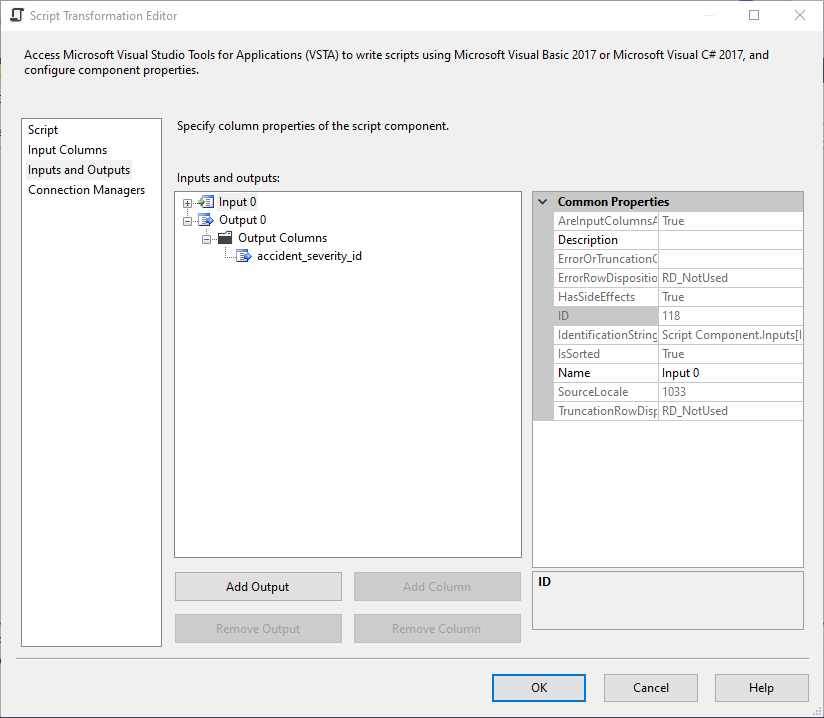 Script Transformation Editor
Access Microsoft Visual Studio Tools for Applications (VSTA) to write scripts using Microsoft Visual Basic 2017 or Microsoft Visual C# 2017, and
configure component properties.
Script
Input Columns
Inputs and Outputs
Connection Managers
Specify column properties of the script component.
Inputs and outputs:
Input 0
Output 0
Output Columns
accident_severity_id
Add Output
Add Column
Remove Output
Remove Column
Common Properties
AreInputColumnsA True
Description
ErrorOrTruncationO
ErrorRowDispositio RD_NotUsed
HasSideEffects True
ID 118
IdentificationString Script Component.Inputs[I
IsSorted True
Name Input 0
SourceLocale 1033
TruncationRowDisp RD_NotUsed
ID
OK
Cancel
Help